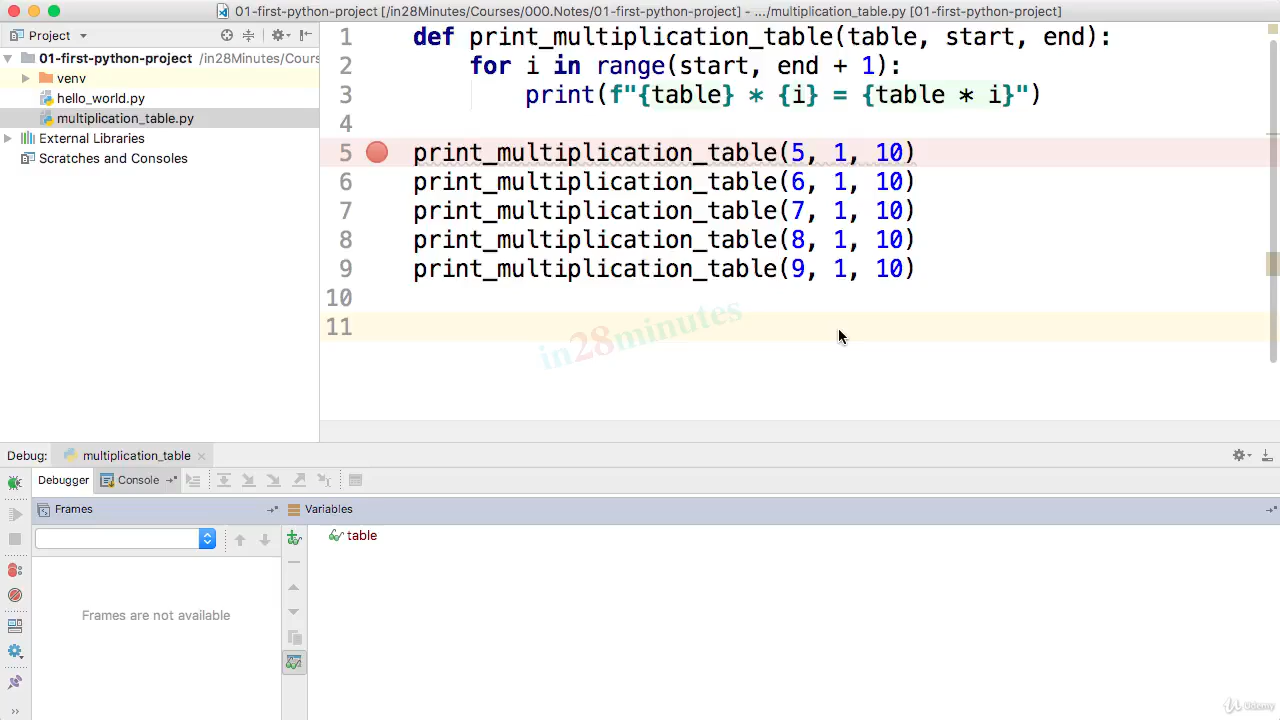 01-first-python-project [/in28Minutes/Courses/000.Notes/01-first-python-project] - .../multiplication_table.py [01-first-python-project]
Project
01-first-python-project /in28Minutes/Cours
venv
hello_world.py
multiplication_table.py
External Libraries
Scratches and Consoles
1 def print_multiplication_table(table, start, end):
2 for i in range(start, end + 1):
3 print(f"{table} * {i} = {table * i}")
4
5 print_multiplication_table(5, 1, 10)
6 print_multiplication_table(6, 1, 10)
7 print_multiplication_table(7, 1, 10)
8 print_multiplication_table(8, 1, 10)
9 print_multiplication_table(9, 1, 10)
10
11
in28minutes
Debug: multiplication_table
Debugger Console
Frames Variables
table
Frames are not available
Udemy